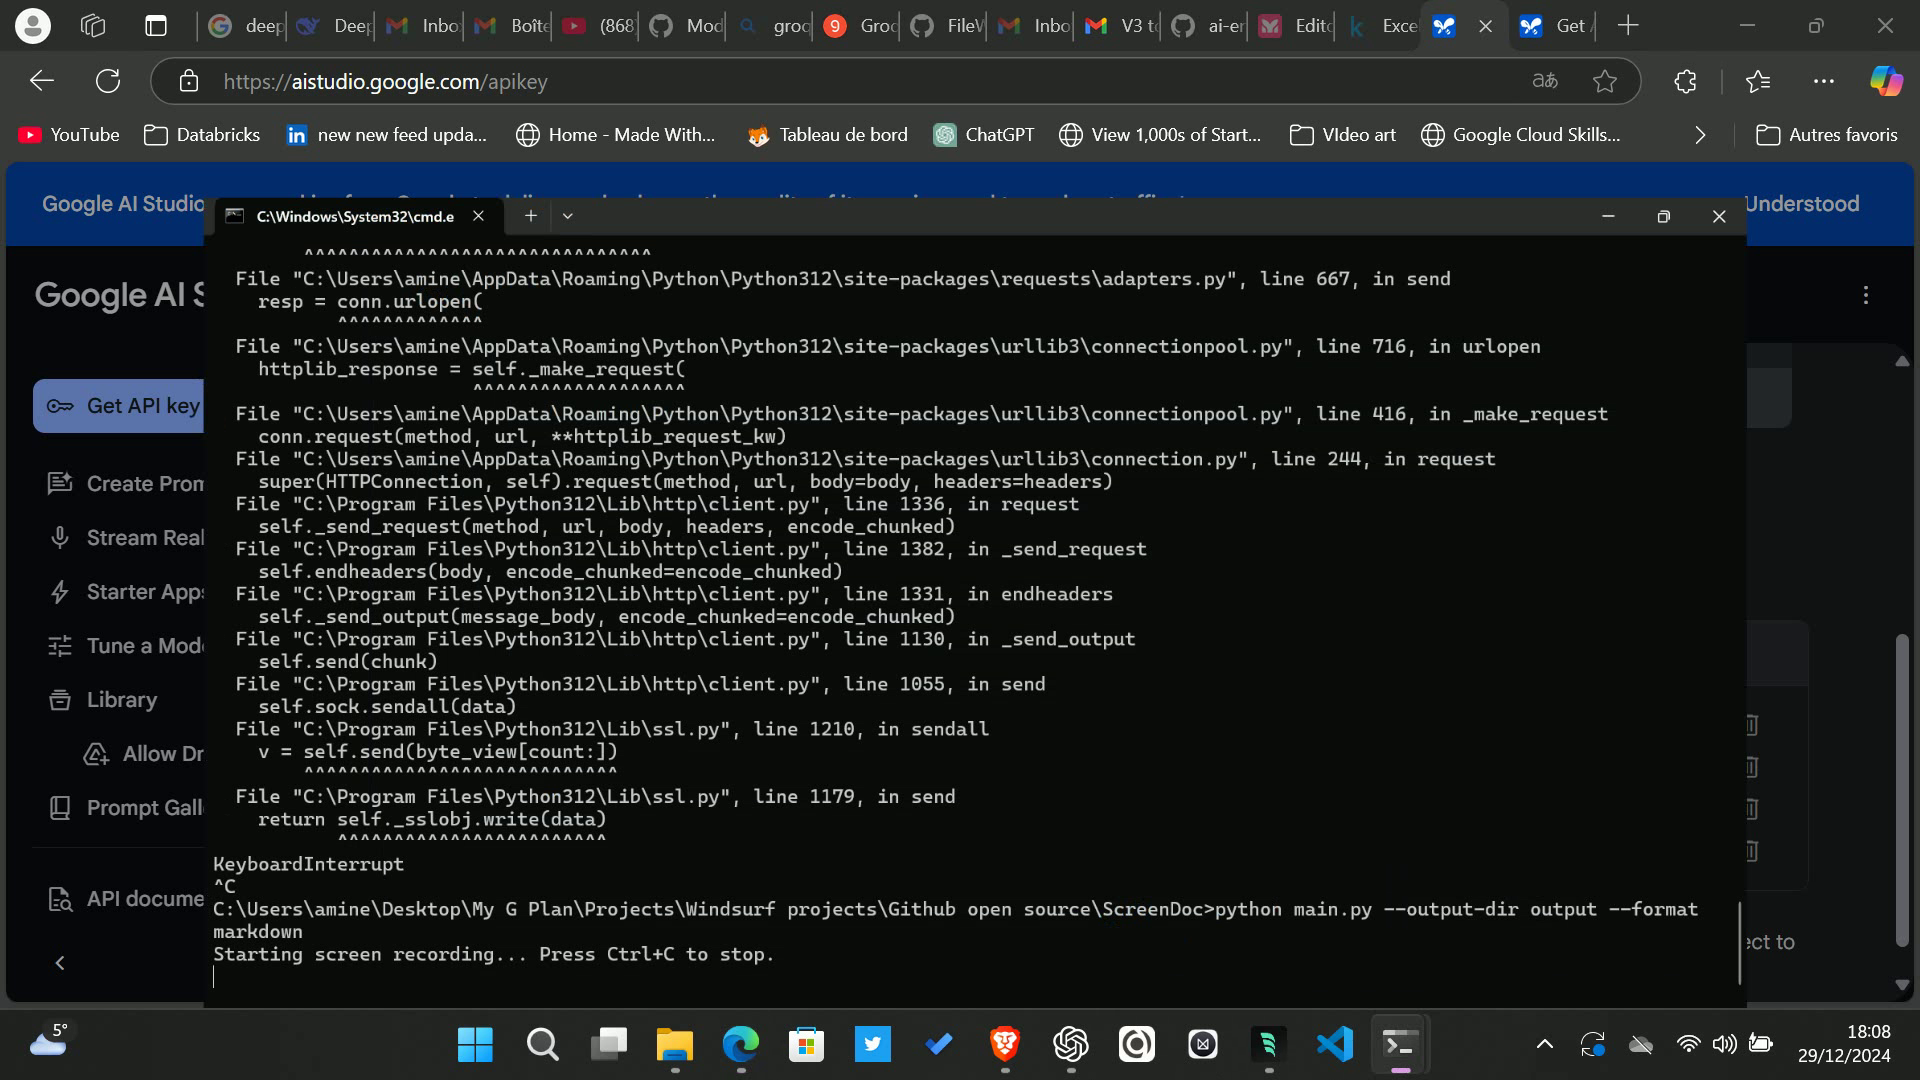 deep
Deep
Inbo
Boîte
(868
Mod
groq
9
Groc
FileV
Inbo
V3 to
ai-er
Edito
k
Exce
Get
https://aistudio.google.com/apikey
YouTube
Databricks
in
new new feed upda...
Home - Made With...
Tableau de bord
ChatGPT
View 1,000s of Start...
VIdeo art
Google Cloud Skills...
Autres favoris
Google AI Studio
Understood
C:\Windows\System32\cmd.e
Google AI S
Get API key
Create Pron
Stream Real
Starter Apps
Tune a Mode
Library
Allow Dr
Prompt Gall
API docume
^^^^^^^^^^^^^^^^^^^^^^^^^^^^^^^
File "C:\Users\amine\AppData\Roaming\Python\Python312\site-packages\requests\adapters.py", line 667, in send
resp = conn.urlopen(
^^^^^^^^^^^^^
File "C:\Users\amine\AppData\Roaming\Python\Python312\site-packages\urllib3\connectionpool.py", line 716, in urlopen
httplib_response = self._make_request(
^^^^^^^^^^^^^^^^^^^
File "C:\Users\amine\AppData\Roaming\Python\Python312\site-packages\urllib3\connectionpool.py", line 416, in _make_request
conn.request(method, url, **httplib_request_kw)
File "C:\Users\amine\AppData\Roaming\Python\Python312\site-packages\urllib3\connection.py", line 244, in request
super(HTTPConnection, self).request(method, url, body=body, headers=headers)
File "C:\Program Files\Python312\Lib\http\client.py", line 1336, in request
self._send_request(method, url, body, headers, encode_chunked)
File "C:\Program Files\Python312\Lib\http\client.py", line 1382, in _send_request
self.endheaders(body, encode_chunked=encode_chunked)
File "C:\Program Files\Python312\Lib\http\client.py", line 1331, in endheaders
self._send_output(message_body, encode_chunked=encode_chunked)
File "C:\Program Files\Python312\Lib\http\client.py", line 1130, in _send_output
self.send(chunk)
File "C:\Program Files\Python312\Lib\http\client.py", line 1055, in send
self.sock.sendall(data)
File "C:\Program Files\Python312\Lib\ssl.py", line 1210, in sendall
v = self.send(byte_view[count:])
^^^^^^^^^^^^^^^^^^^^^^^^^^^^
File "C:\Program Files\Python312\Lib\ssl.py", line 1179, in send
return self._sslobj.write(data)
^^^^^^^^^^^^^^^^^^^^^^^^
KeyboardInterrupt
^C
C:\Users\amine\Desktop\My G Plan\Projects\Windsurf projects\Github open source\ScreenDoc>python main.py --output-dir output --format
markdown
Starting screen recording... Press Ctrl+C to stop.
ect to
5°
18:08
29/12/2024